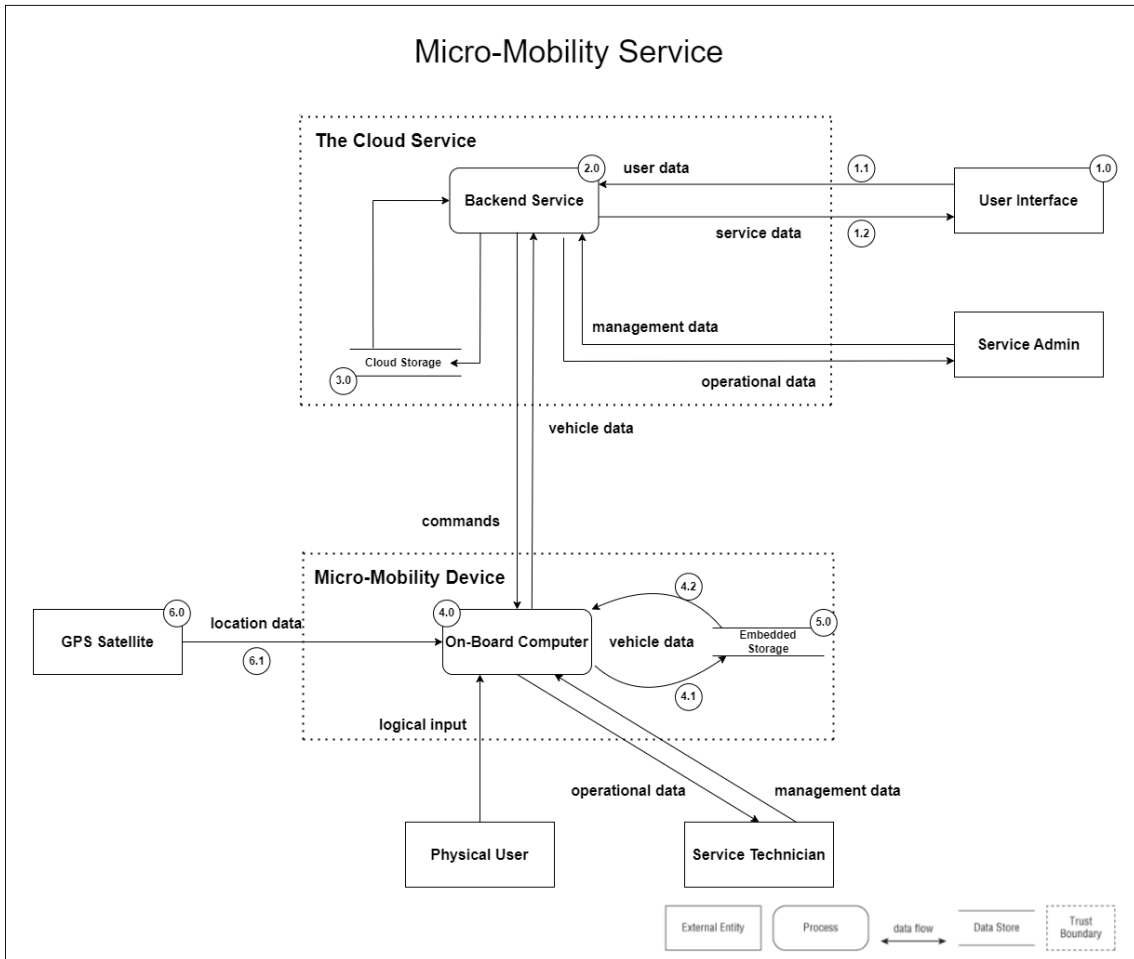 Micro-Mobility Service
The Cloud Service
2.0
Backend Service
user data
1.1
1.0
User Interface
service data
1.2
management data
Service Admin
operational data
Cloud Storage
3.0
vehicle data
commands
Micro-Mobility Device
4.0
On-Board Computer
4.2
vehicle data
5.0
Embedded
Storage
4.1
6.0
GPS Satellite
location data
6.1
logical input
operational data
management data
Physical User
Service Technician
External Entity
Process
data flow
Data Store
Trust
Boundary